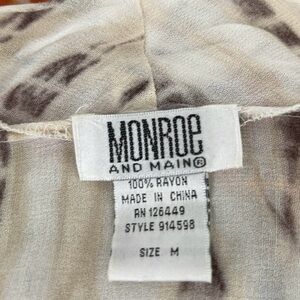 MONROE
AND MAIN®
100% RAYON
MADE IN CHINA
RN 126449
STYLE 914598
SIZE M